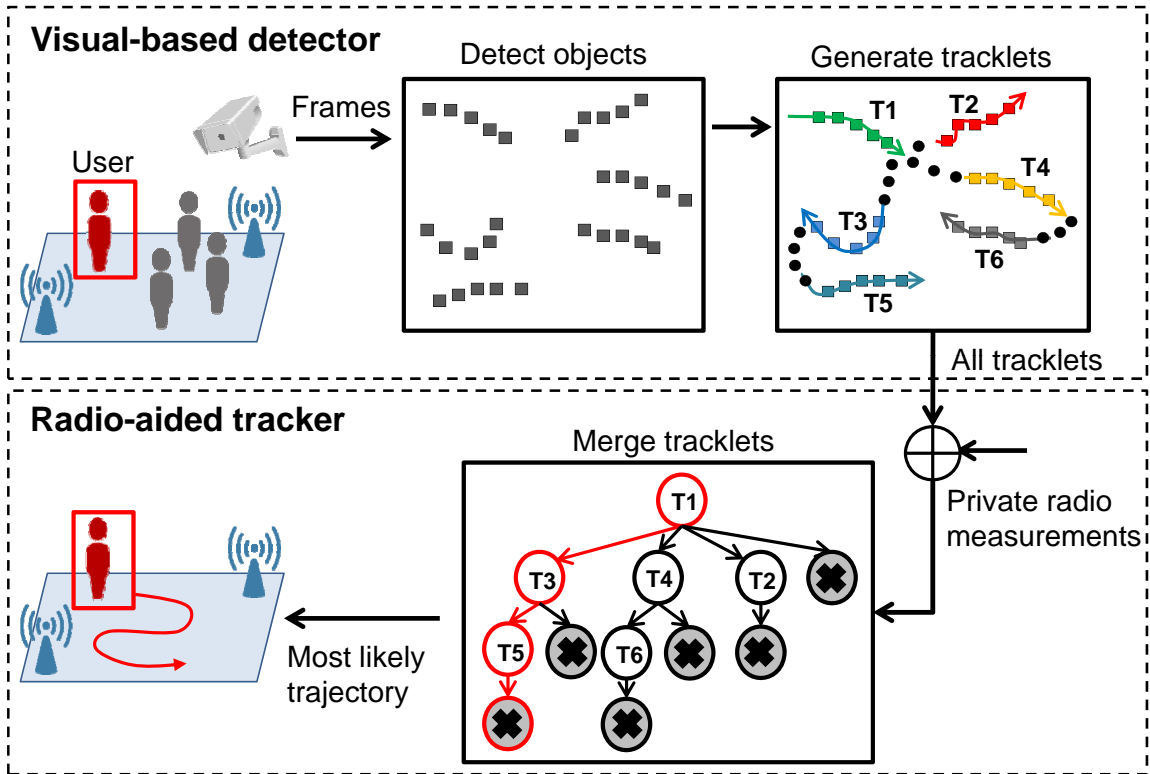 Visual-based detector
Detect objects
Generate tracklets
Frames
User
T1
T2
T4
T3
T6
T5
All tracklets
Radio-aided tracker
Merge tracklets
Private radio
measurements
T1
T3
T4
T2
T5
T6
Most likely
trajectory